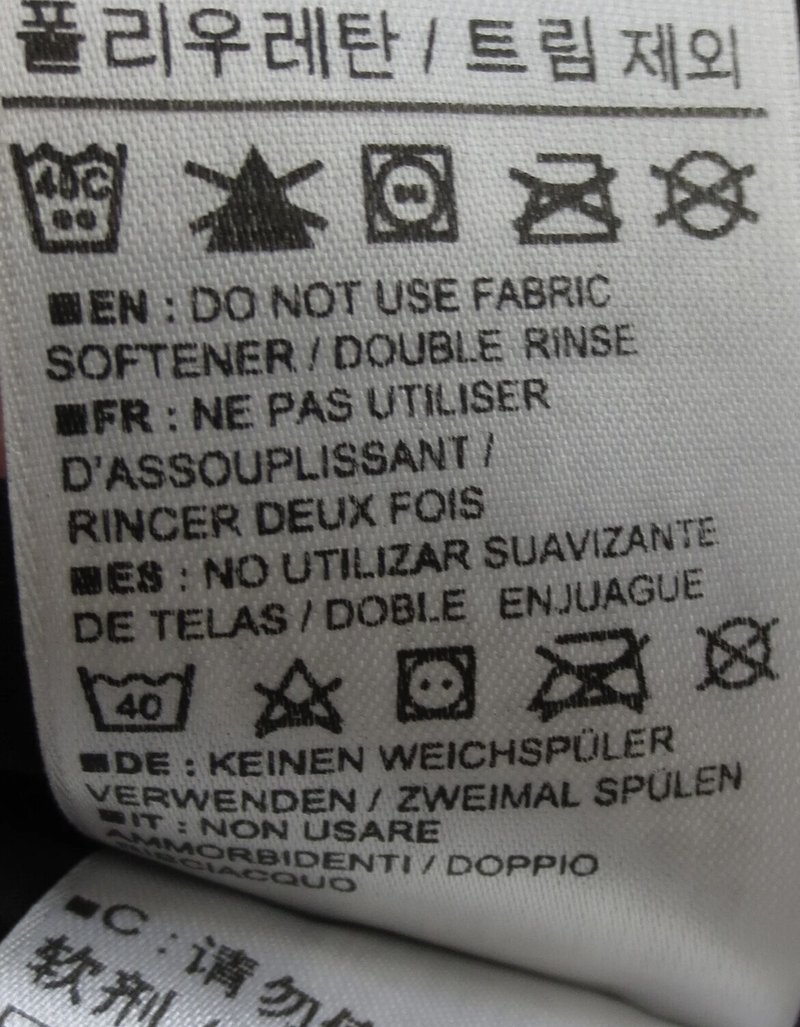 폴리우레탄 / 트림 제외
40C
EN : DO NOT USE FABRIC
SOFTENER / DOUBLE RINSE
FR : NE PAS UTILISER
D'ASSOUPLISSANT /
RINCER DEUX FOIS
ES : NO UTILIZAR SUAVIZANTE
DE TELAS / DOBLE ENJUAGUE
40
DE : KEINEN WEICHSPÜLER
VERWENDEN / ZWEIMAL SPÜLEN
IT : NON USARE
AMMORBIDENTI / DOPPIO
RISCIACQUO
C : 请勿使
软剂 /